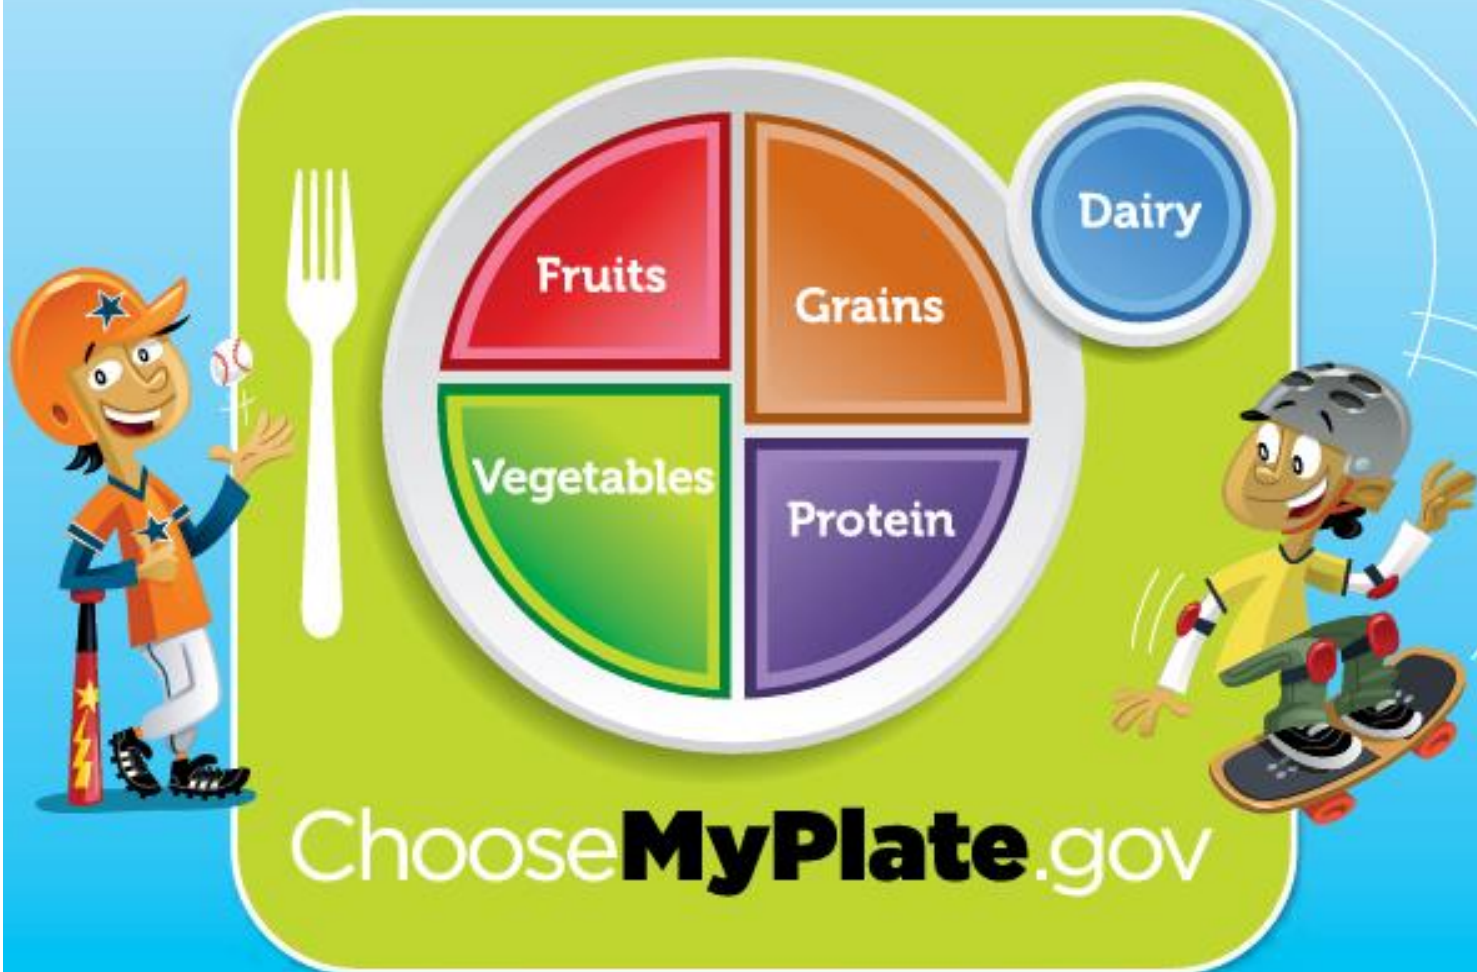 Fruits
Grains
Dairy
Vegetables
Protein
ChooseMyPlate.gov